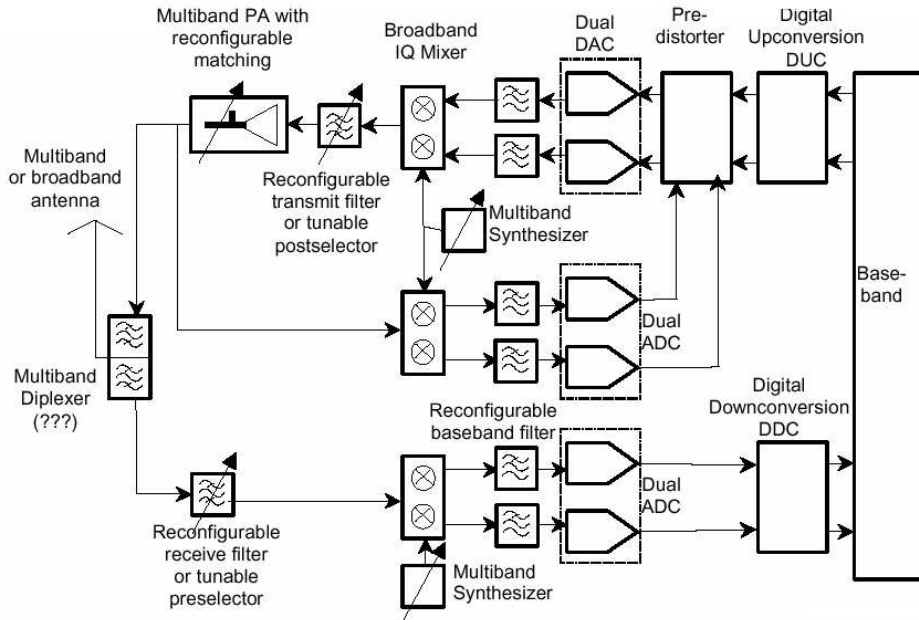 Multiband PA with
reconfigurable
matching
Broadband
IQ Mixer
Dual
DAC
Pre-
distorter
Digital
Upconversion
DUC
Multiband
or broadband
antenna
Reconfigurable
transmit filter
or tunable
postselector
Multiband
Synthesizer
Base-
band
Dual
ADC
Multiband
Diplexer
(???)
Reconfigurable
baseband filter
Digital
Downconversion
DDC
Dual
ADC
Reconfigurable
receive filter
or tunable
preselector
Multiband
Synthesizer